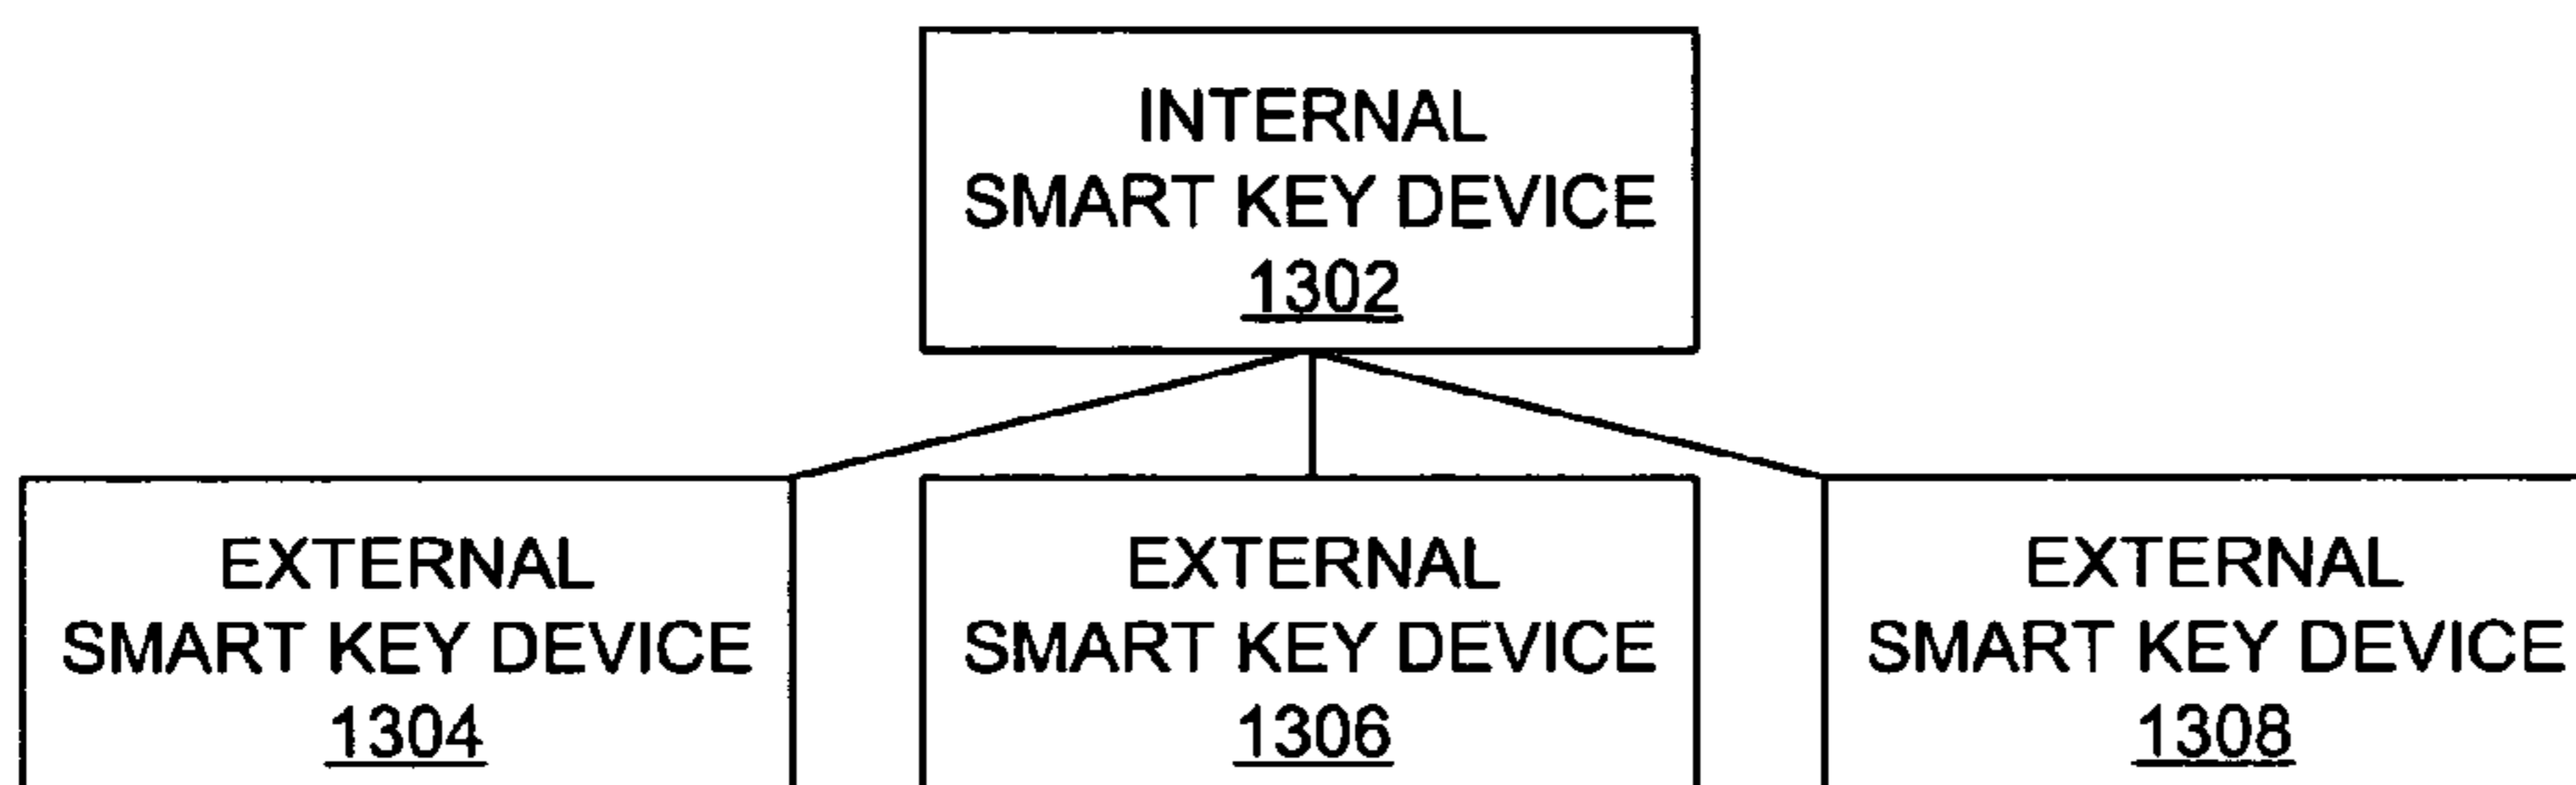 INTERNAL
SMART KEY DEVICE
1302
EXTERNAL
SMART KEY DEVICE
1304
EXTERNAL
SMART KEY DEVICE
1306
EXTERNAL
SMART KEY DEVICE
1308